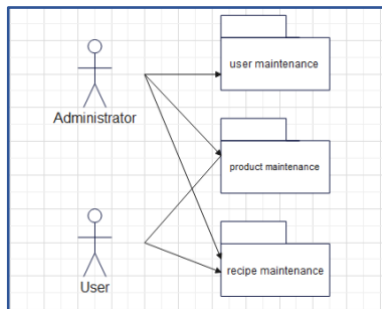 user maintenance
Administrator
product maintenance
User
recipe maintenance